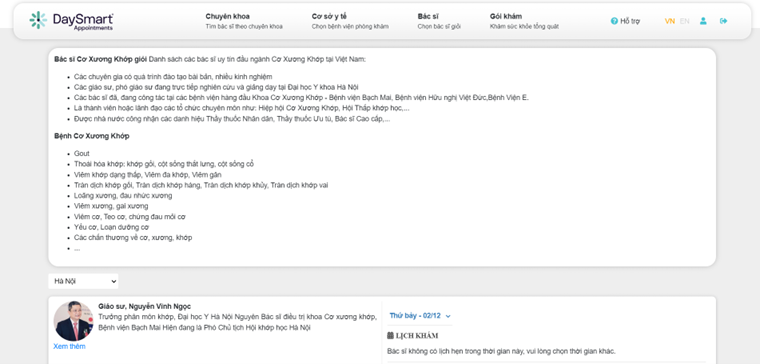 DaySmart
Appointments
Chuyên khoa
Tìm bác sĩ theo chuyên khoa
Cơ sở y tế
Chọn bệnh viện phòng khám
Bác sĩ
Chọn bác sĩ giỏi
Gói khám
Khám sức khỏe tổng quát
Hỗ trợ
VN EN
Bác sĩ Cơ Xương Khớp giỏi Danh sách các bác sĩ uy tín đầu ngành Cơ Xương Khớp tại Việt Nam:
Các chuyên gia có quá trình đào tạo bài bản, nhiều kinh nghiệm
Các giáo sư, phó giáo sư đang trực tiếp nghiên cứu và giảng dạy tại Đại học Y khoa Hà Nội
Các bác sĩ đã, đang công tác tại các bệnh viện hàng đầu Khoa Cơ Xương Khớp - Bệnh viện Bạch Mai, Bệnh viện Hữu nghị Việt Đức,Bệnh Viện E.
Là thành viên hoặc lãnh đạo các tổ chức chuyên môn như: Hiệp hội Cơ Xương Khớp, Hội Thấp khớp học,...
Được nhà nước công nhận các danh hiệu Thầy thuốc Nhân dân, Thầy thuốc Ưu tú, Bác sĩ Cao cấp,...
Bệnh Cơ Xương Khớp
Gout
Thoái hóa khớp: khớp gối, cột sống thắt lưng, cột sống cổ
Viêm khớp dạng thấp, Viêm đa khớp, Viêm gân
Tràn dịch khớp gối, Tràn dịch khớp háng, Tràn dịch khớp khủy, Tràn dịch khớp vai
Loãng xương, đau nhức xương
Viêm xương, gai xương
Viêm cơ, Teo cơ, chứng đau mỏi cơ
Yếu cơ, Loạn dưỡng cơ
Các chấn thương về cơ, xương, khớp
...
Hà Nội
Giáo sư, Nguyễn Vinh Ngọc
Trưởng phân môn khớp, Đại học Y Hà Nội Nguyên Bác sĩ điều trị khoa Cơ xương khớp,
Bệnh viện Bạch Mai Hiện đang là Phó Chủ tịch Hội khớp học Hà Nội
Xem thêm
Thứ bảy - 02/12
LỊCH KHÁM
Bác sĩ không có lịch hẹn trong thời gian này, vui lòng chọn thời gian khác.